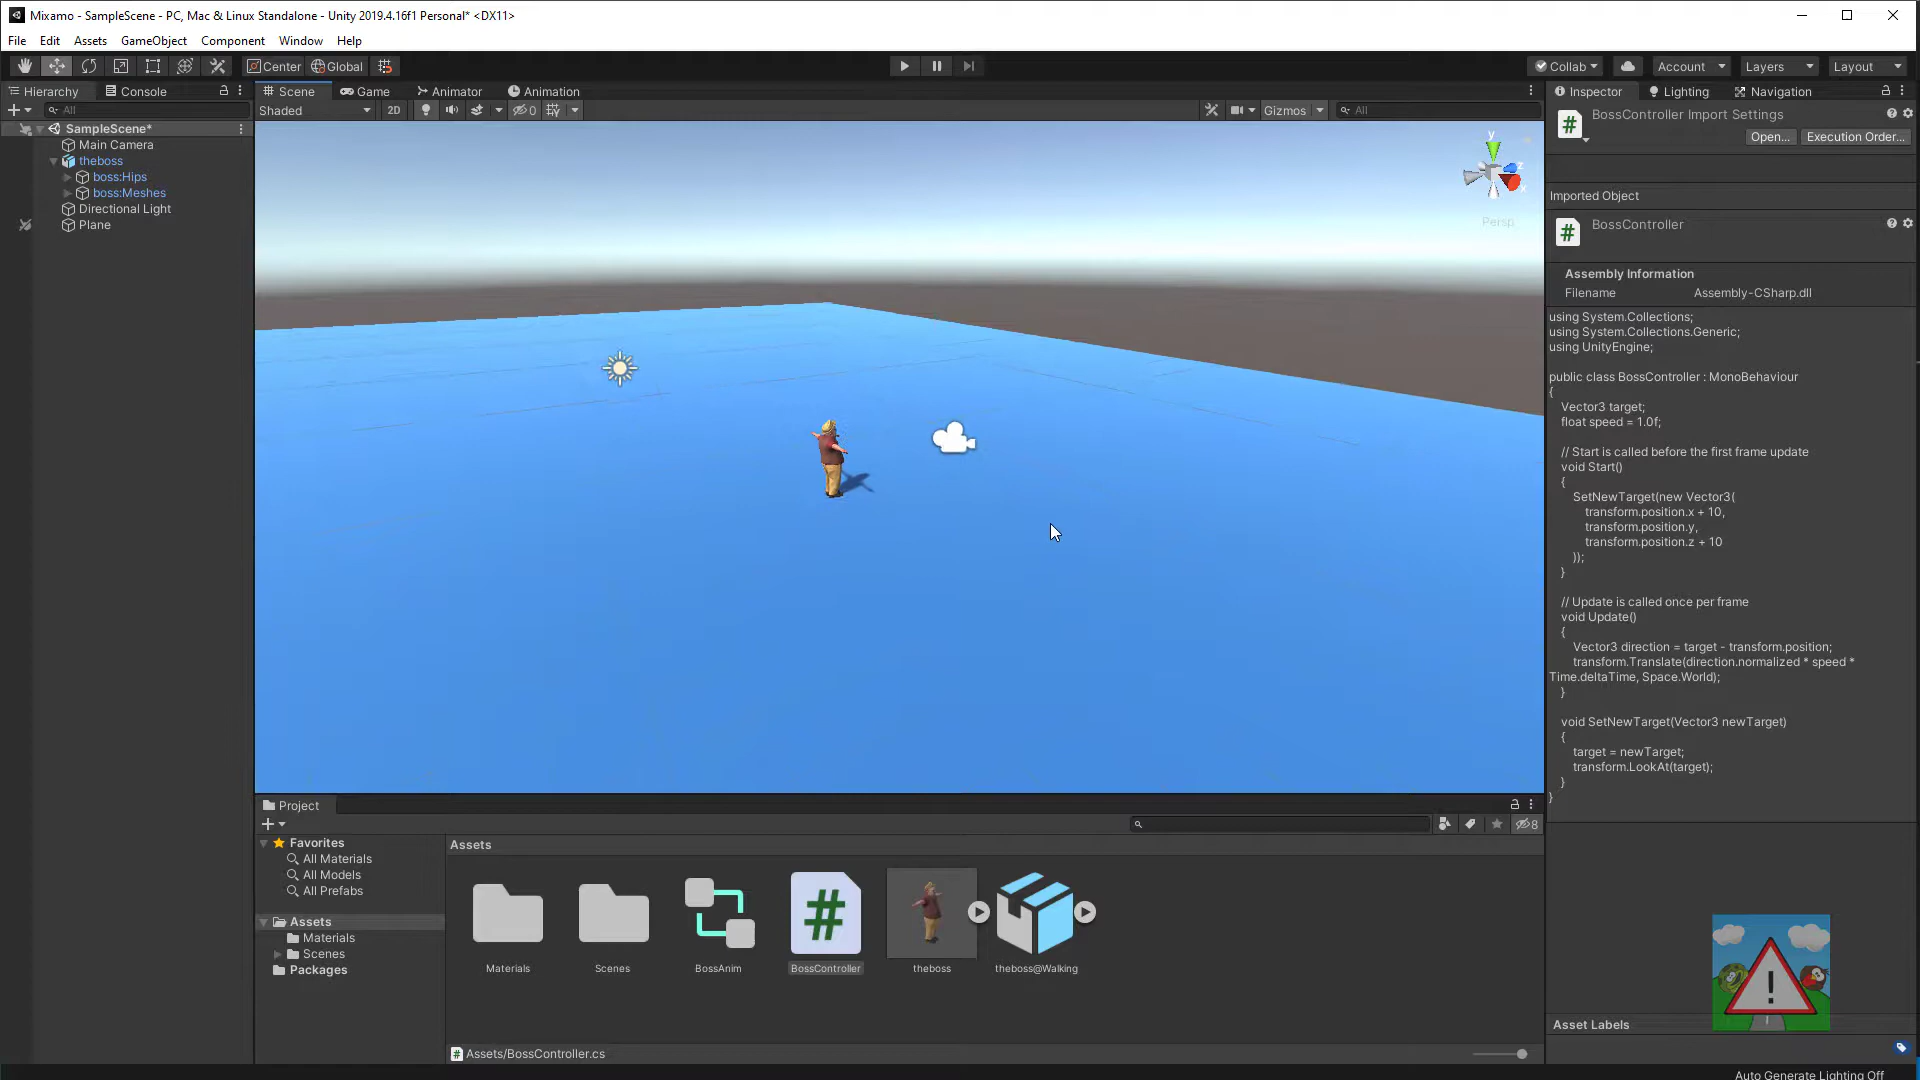 Mixamo - SampleScene - PC, Mac & Linux Standalone - Unity 2019.4.16f1 Personal* <DX11>
File Edit Assets GameObject Component Window Help
Center Global Collab Account Layers Layout
Hierarchy Console
All
SampleScene*
Main Camera
theboss
boss:Hips
boss:Meshes
Directional Light
Plane
Scene Game Animator Animation
Shaded 2D 0 Gizmos All
y
z
x
Persp
Project
8
Favorites
All Materials
All Models
All Prefabs
Assets
Materials
Scenes
Packages
Assets
Materials Scenes BossAnim BossController theboss theboss@Walking
Assets/BossController.cs
Inspector Lighting Navigation
BossController Import Settings
Open... Execution Order...
Imported Object
BossController
Assembly Information
Filename Assembly-CSharp.dll
using System.Collections;
using System.Collections.Generic;
using UnityEngine;
public class BossController : MonoBehaviour
{
Vector3 target;
float speed = 1.0f;
// Start is called before the first frame update
void Start()
{
SetNewTarget(new Vector3(
transform.position.x + 10,
transform.position.y,
transform.position.z + 10
));
}
// Update is called once per frame
void Update()
{
Vector3 direction = target - transform.position;
transform.Translate(direction.normalized * speed *
Time.deltaTime, Space.World);
}
void SetNewTarget(Vector3 newTarget)
{
target = newTarget;
transform.LookAt(target);
}
}
Asset Labels
Auto Generate Lighting Off